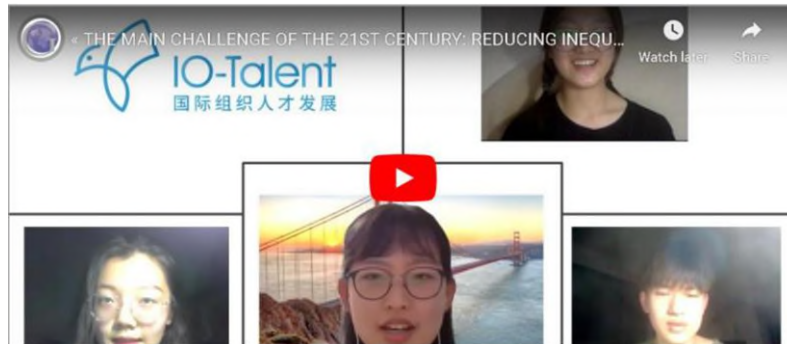 « THE MAIN CHALLENGE OF THE 21ST CENTURY: REDUCING INEQU...
Watch later
Share
IO-Talent
国际组织人才发展